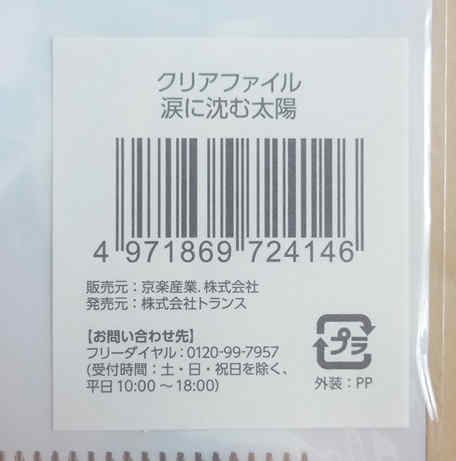 クリアファイル
涙に沈む太陽
4 971869 724146
販売元：京楽産業.株式会社
発売元：株式会社トランス
【お問い合わせ先】
フリーダイヤル：0120-99-7957
(受付時間：土・日・祝日を除く、
平日10:00～18:00)
プラ
外装：PP